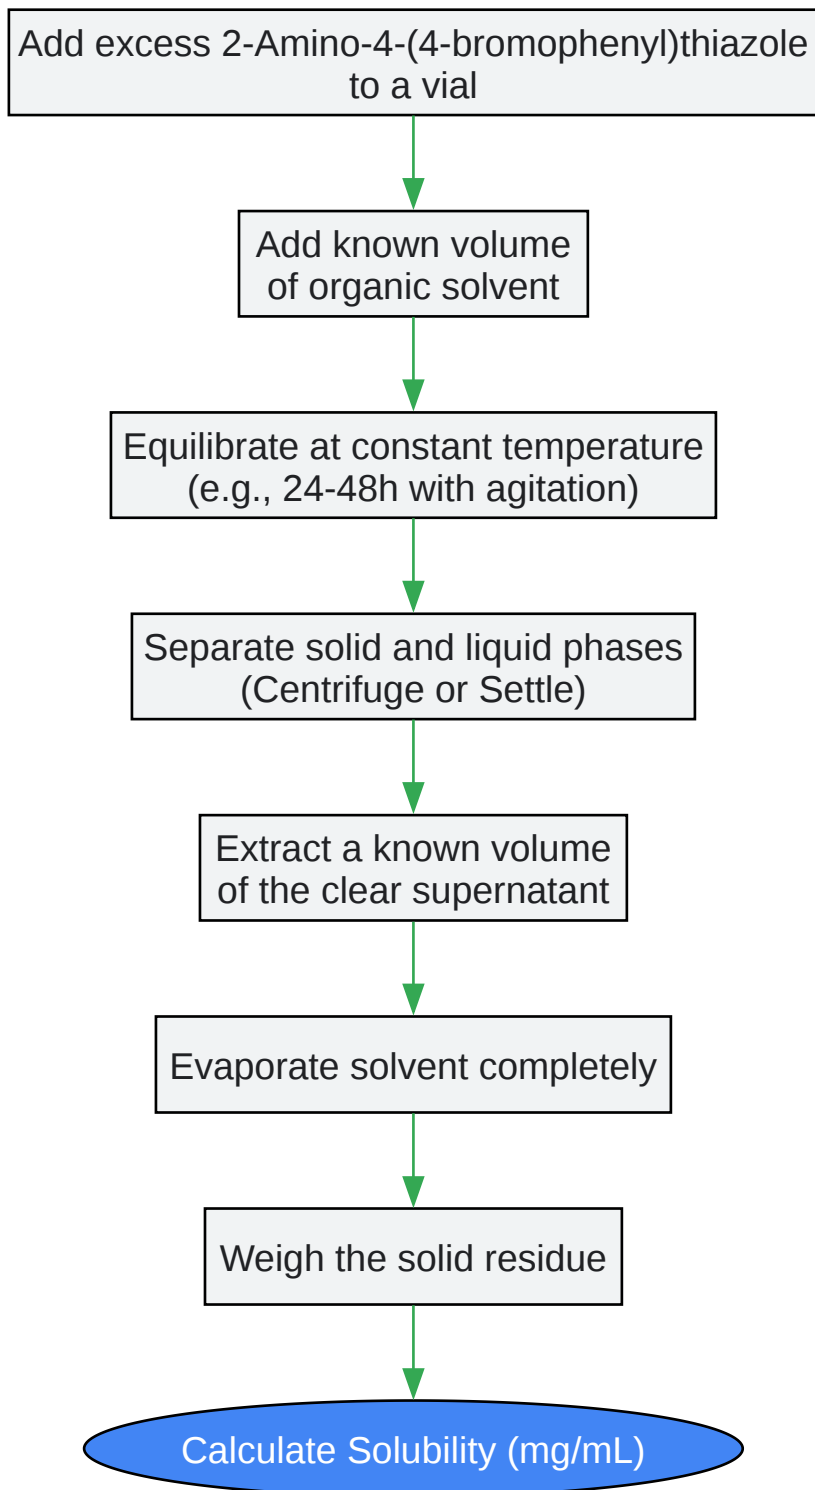 Add excess 2-Amino-4-(4-bromophenyl)thiazole
to a vial
Add known volume
of organic solvent
Equilibrate at constant temperature
(e.g., 24-48h with agitation)
Separate solid and liquid phases
(Centrifuge or Settle)
Extract a known volume
of the clear supernatant
Evaporate solvent completely
Weigh the solid residue
Calculate Solubility (mg/mL)